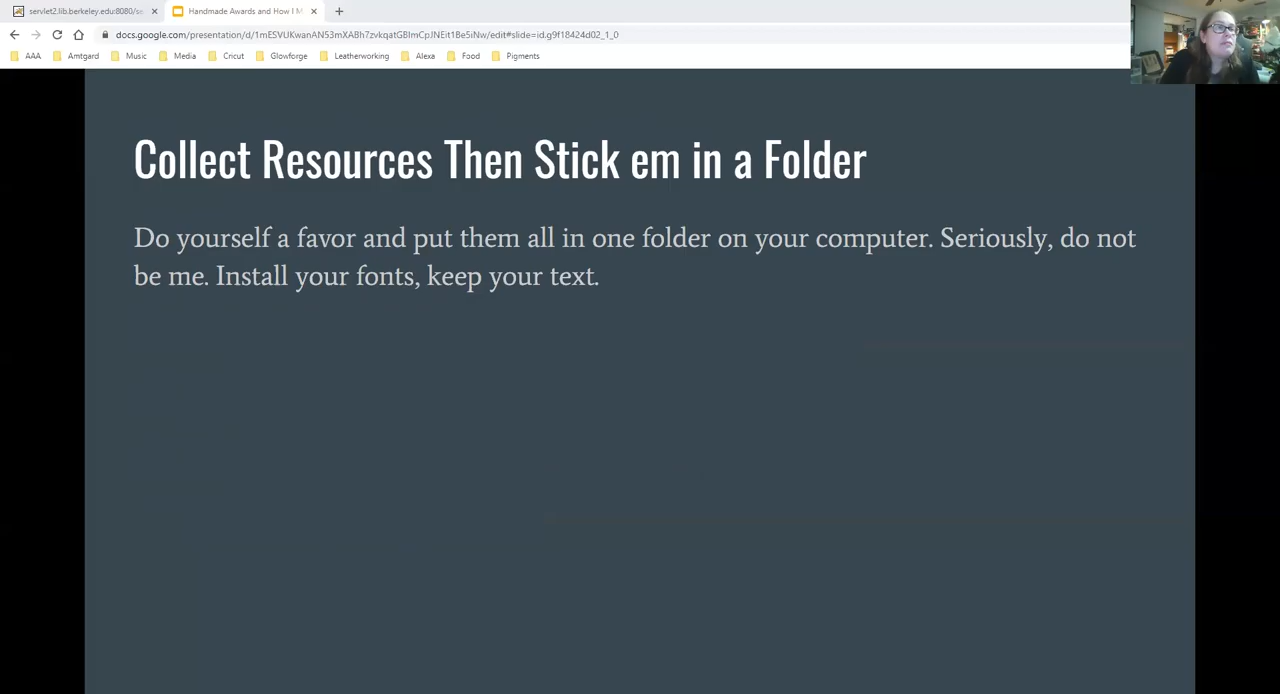 servlet2.lib.berkeley.edu:8080/se
Handmade Awards and How I M
docs.google.com/presentation/d/1mESVUKwanAN53mXABh7zvkqatGBImCpJNEit1Be5iNw/edit#slide=id.g9f18424d02_1_0
AAA Amtgard Music Media Cricut Glowforge Leatherworking Alexa Food Pigments
Collect Resources Then Stick em in a Folder
Do yourself a favor and put them all in one folder on your computer. Seriously, do not
be me. Install your fonts, keep your text.